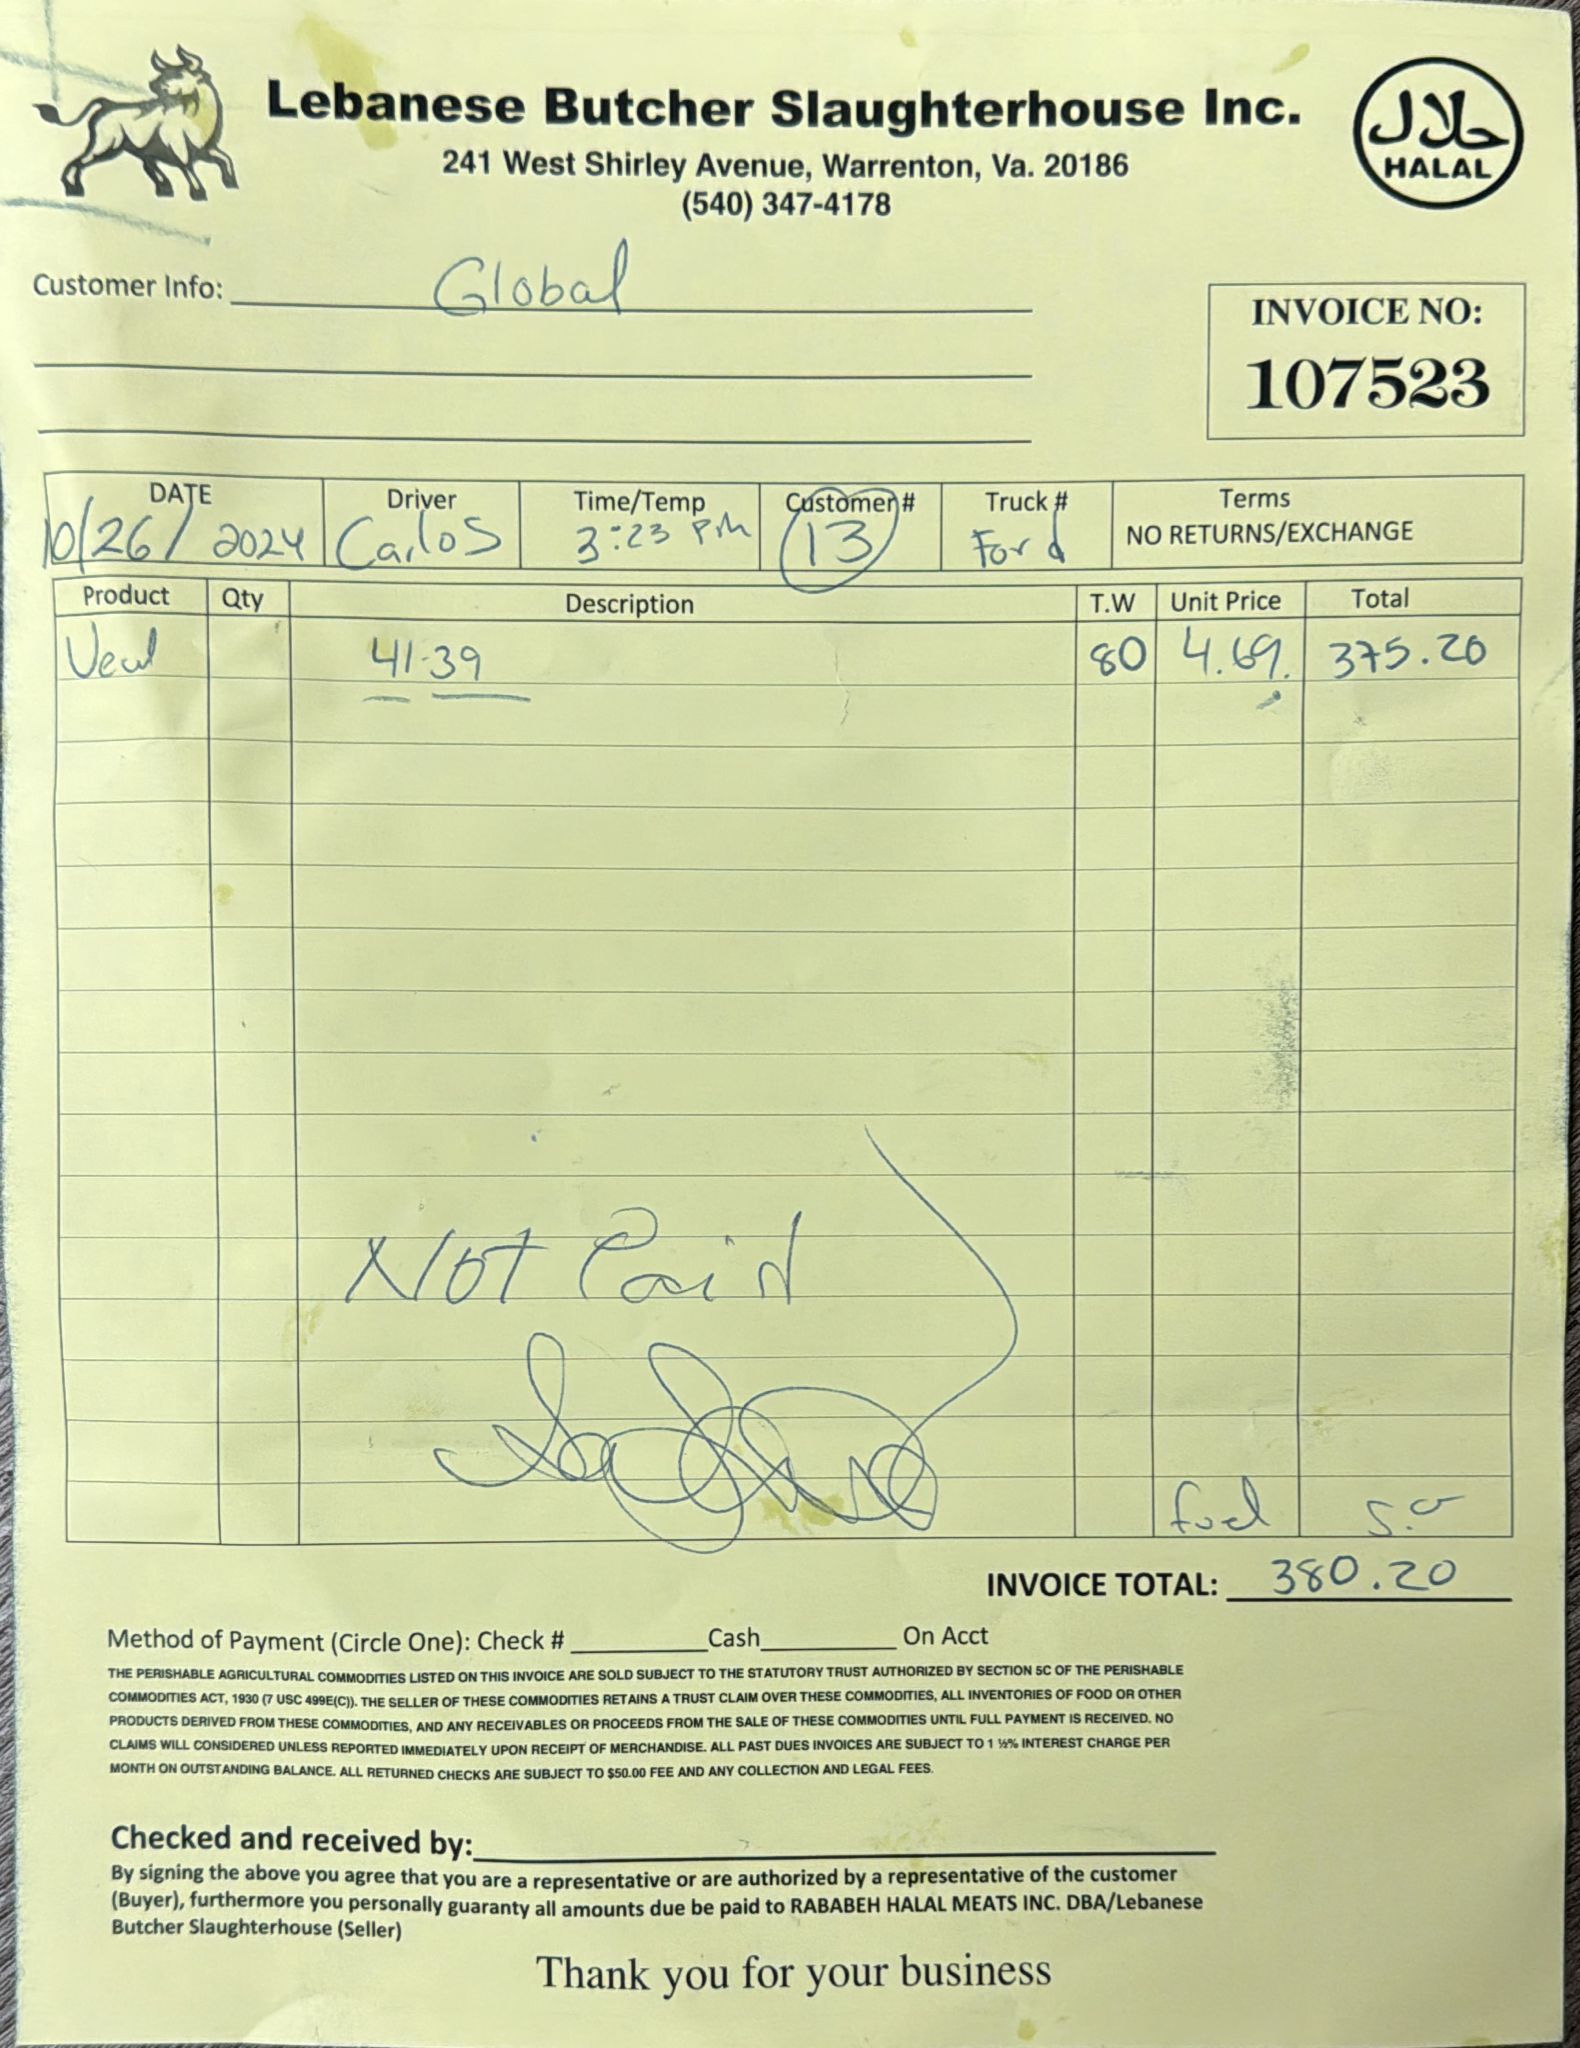 Lebanese Butcher Slaughterhouse Inc.
241 West Shirley Avenue, Warrenton, Va. 20186
(540) 347-4178
حلال
HALAL
Customer Info: Global
INVOICE NO:
107523
DATE Driver Time/Temp Customer# Truck # Terms
10/26/2024 Carlos 3:23 PM 13 Ford NO RETURNS/EXCHANGE
Product Qty Description T.W Unit Price Total
Veal 41-39 80 4.69. 375.20
Not Paid
fuel 5.0
INVOICE TOTAL: 380.20
Method of Payment (Circle One): Check # Cash On Acct
THE PERISHABLE AGRICULTURAL COMMODITIES LISTED ON THIS INVOICE ARE SOLD SUBJECT TO THE STATUTORY TRUST AUTHORIZED BY SECTION 5C OF THE PERISHABLE
COMMODITIES ACT, 1930 (7 USC 499E(C)). THE SELLER OF THESE COMMODITIES RETAINS A TRUST CLAIM OVER THESE COMMODITIES, ALL INVENTORIES OF FOOD OR OTHER
PRODUCTS DERIVED FROM THESE COMMODITIES, AND ANY RECEIVABLES OR PROCEEDS FROM THE SALE OF THESE COMMODITIES UNTIL FULL PAYMENT IS RECEIVED. NO
CLAIMS WILL CONSIDERED UNLESS REPORTED IMMEDIATELY UPON RECEIPT OF MERCHANDISE. ALL PAST DUES INVOICES ARE SUBJECT TO 1 ½% INTEREST CHARGE PER
MONTH ON OUTSTANDING BALANCE. ALL RETURNED CHECKS ARE SUBJECT TO $50.00 FEE AND ANY COLLECTION AND LEGAL FEES.
Checked and received by:
By signing the above you agree that you are a representative or are authorized by a representative of the customer
(Buyer), furthermore you personally guaranty all amounts due be paid to RABABEH HALAL MEATS INC. DBA/Lebanese
Butcher Slaughterhouse (Seller)
Thank you for your business